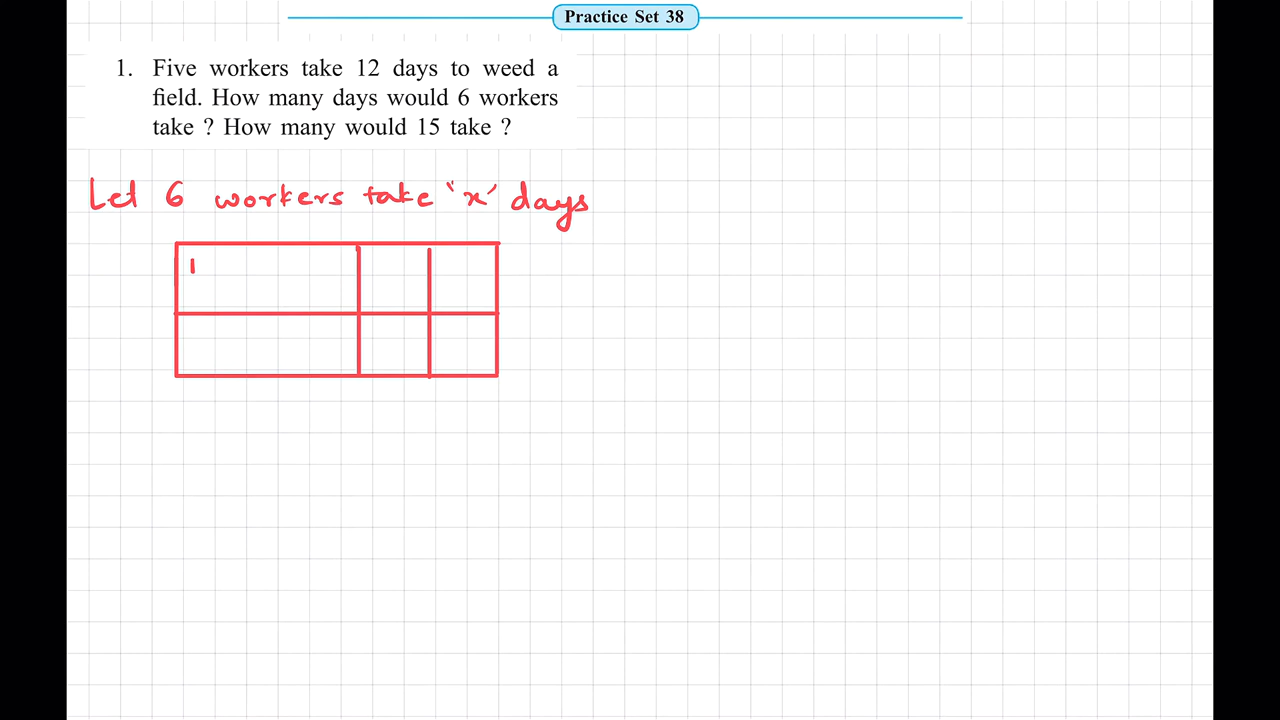 Practice Set 38
1. Five workers take 12 days to weed a
field. How many days would 6 workers
take ? How many would 15 take ?
Let 6 workers take 'x' days